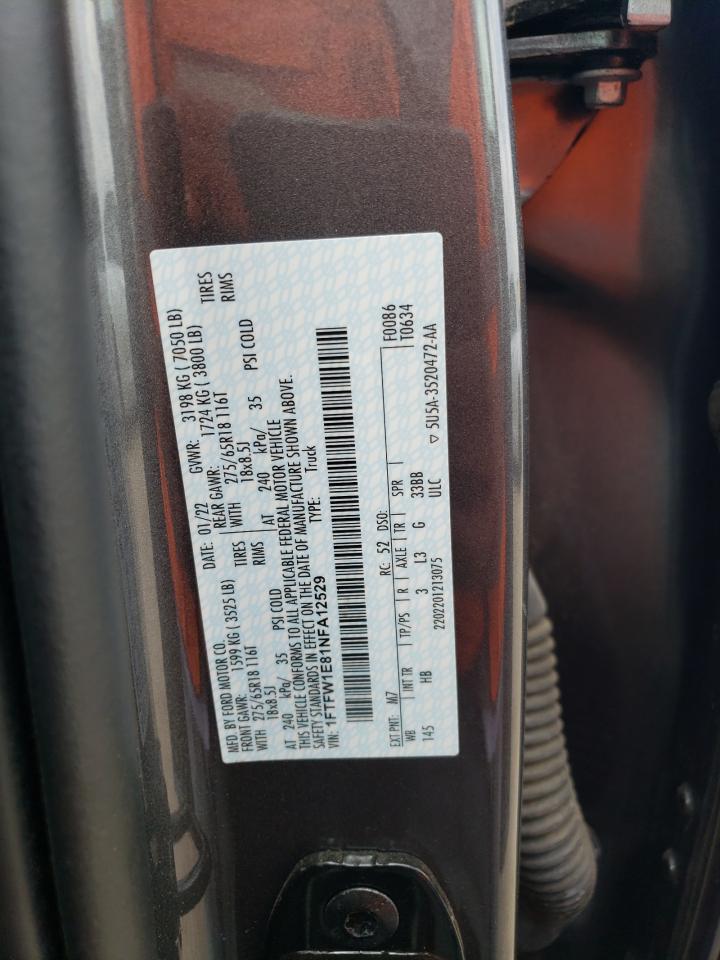 MFD. BY FORD MOTOR CO. DATE: 01/22 GVWR: 3198 KG ( 7050 LB)
FRONT GAWR: 1599 KG ( 3525 LB) REAR GAWR: 1724 KG ( 3800 LB)
WITH 275/65R18 116T TIRES WITH 275/65R18 116T TIRES
18x8.5J RIMS 18x8.5J RIMS
AT 240 kPa/ 35 PSI COLD AT 240 kPa/ 35 PSI COLD
THIS VEHICLE CONFORMS TO ALL APPLICABLE FEDERAL MOTOR VEHICLE
SAFETY STANDARDS IN EFFECT ON THE DATE OF MANUFACTURE SHOWN ABOVE.
VIN: 1FTFW1E81NFA12529 TYPE: Truck
F0086
EXT PNT: M7 RC: 52 DSO: T0634
WB INT TR TP/PS R AXLE TR SPR
145 HB 3 L3 G 33BB
2202201213075 ULC ▽ 5U5A-3520472-AA